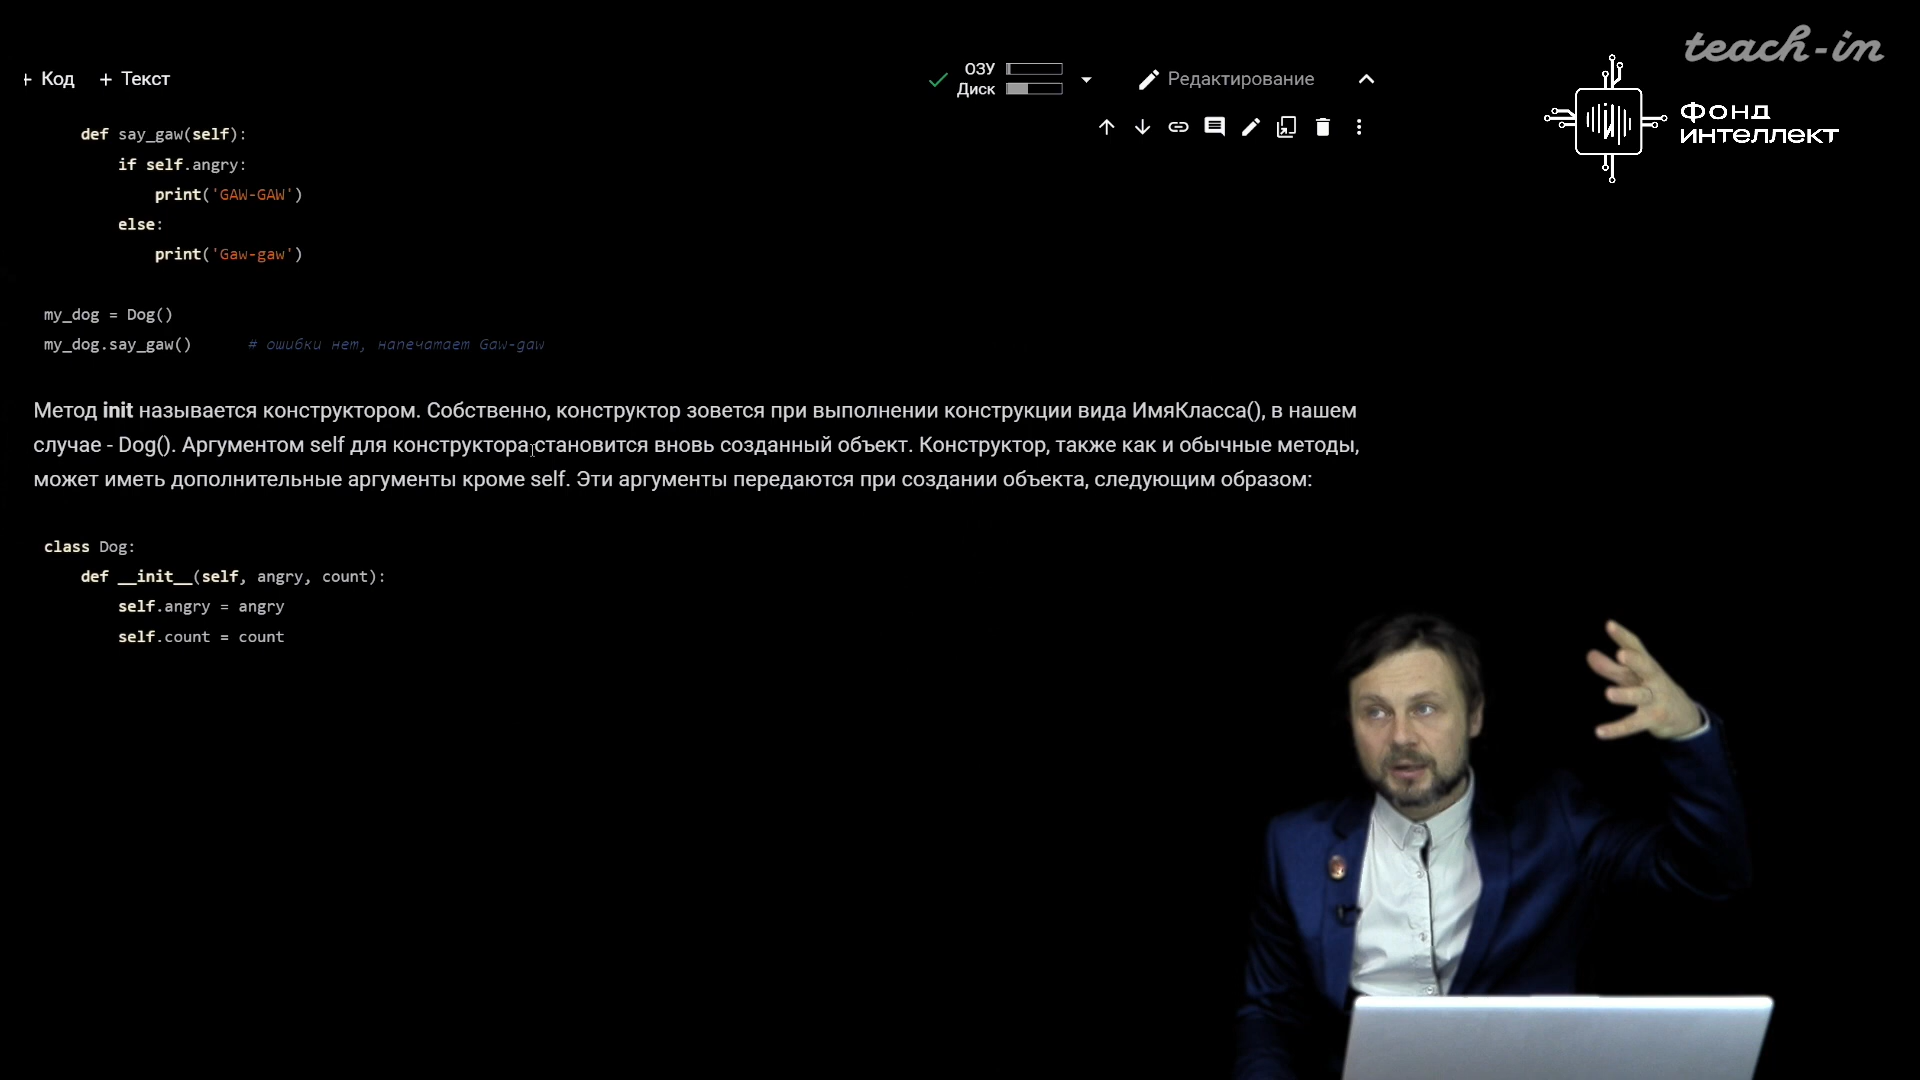 teach-in
+ Код + Текст
ОЗУ
Диск
Редактирование
Фонд
интеллект
def say_gaw(self):
if self.angry:
print('GAW-GAW')
else:
print('Gaw-gaw')
my_dog = Dog()
my_dog.say_gaw() # ошибки нет, напечатает Gaw-gaw
Метод init называется конструктором. Собственно, конструктор зовется при выполнении конструкции вида ИмяКласса(), в нашем
случае - Dog(). Аргументом self для конструктора становится вновь созданный объект. Конструктор, также как и обычные методы,
может иметь дополнительные аргументы кроме self. Эти аргументы передаются при создании объекта, следующим образом:
class Dog:
def __init__(self, angry, count):
self.angry = angry
self.count = count